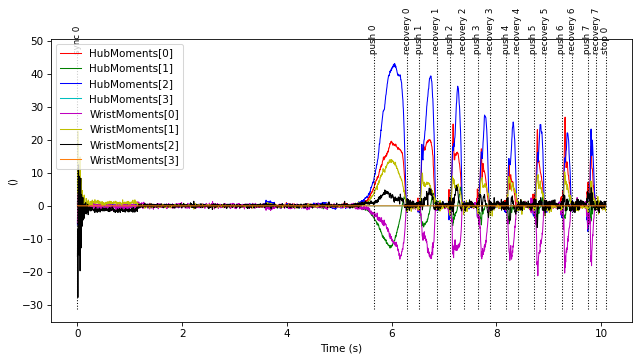 sync 0
push 0
recovery 0
push 1
recovery 1
push 2
recovery 2
push 3
recovery 3
push 4
recovery 4
push 5
recovery 5
push 6
recovery 6
push 7
recovery 7
stop 0
HubMoments[0]
HubMoments[1]
HubMoments[2]
HubMoments[3]
WristMoments[0]
WristMoments[1]
WristMoments[2]
WristMoments[3]
50
40
30
20
10
0
−10
−20
−30
()
0
2
4
6
8
10
Time (s)